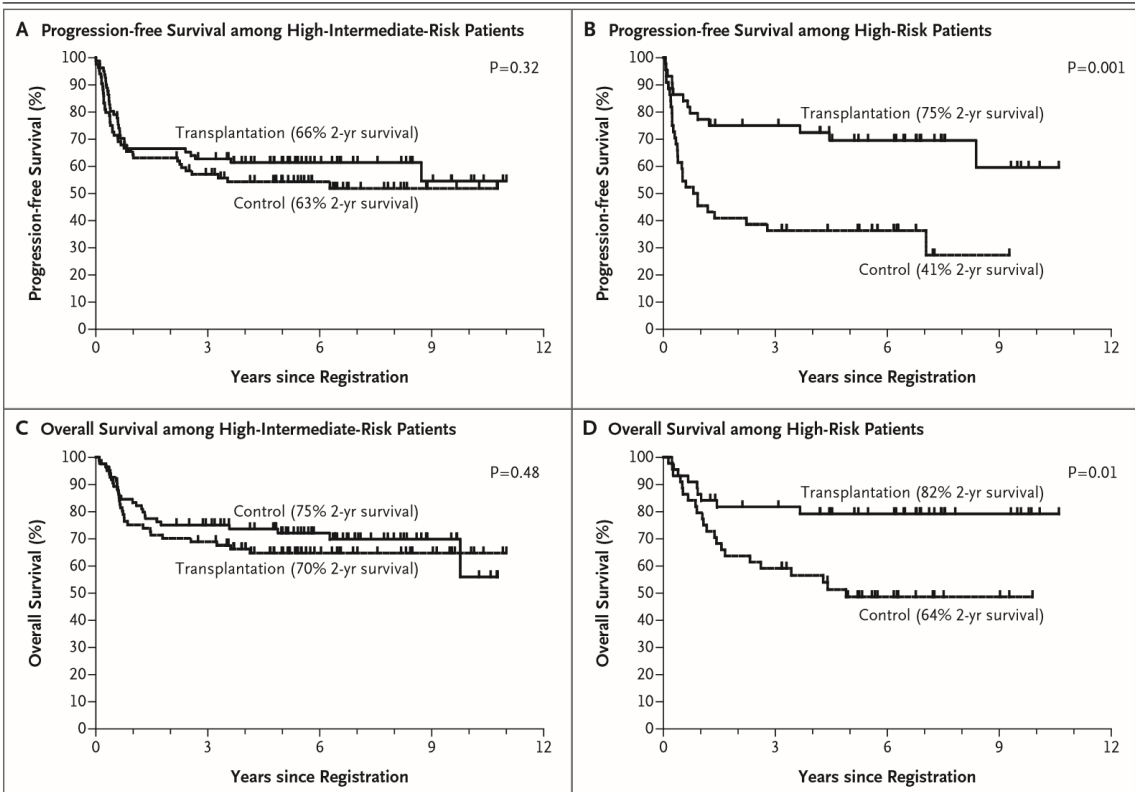 A Progression-free Survival among High-Intermediate-Risk Patients
Progression-free Survival (%)
100
90
80
70
60
50
40
30
20
10
0
P=0.32
Transplantation (66% 2-yr survival)
Control (63% 2-yr survival)
0 3 6 9 12
Years since Registration
B Progression-free Survival among High-Risk Patients
Progression-free Survival (%)
100
90
80
70
60
50
40
30
20
10
0
P=0.001
Transplantation (75% 2-yr survival)
Control (41% 2-yr survival)
0 3 6 9 12
Years since Registration
C Overall Survival among High-Intermediate-Risk Patients
Overall Survival (%)
100
90
80
70
60
50
40
30
20
10
0
P=0.48
Control (75% 2-yr survival)
Transplantation (70% 2-yr survival)
0 3 6 9 12
Years since Registration
D Overall Survival among High-Risk Patients
Overall Survival (%)
100
90
80
70
60
50
40
30
20
10
0
P=0.01
Transplantation (82% 2-yr survival)
Control (64% 2-yr survival)
0 3 6 9 12
Years since Registration